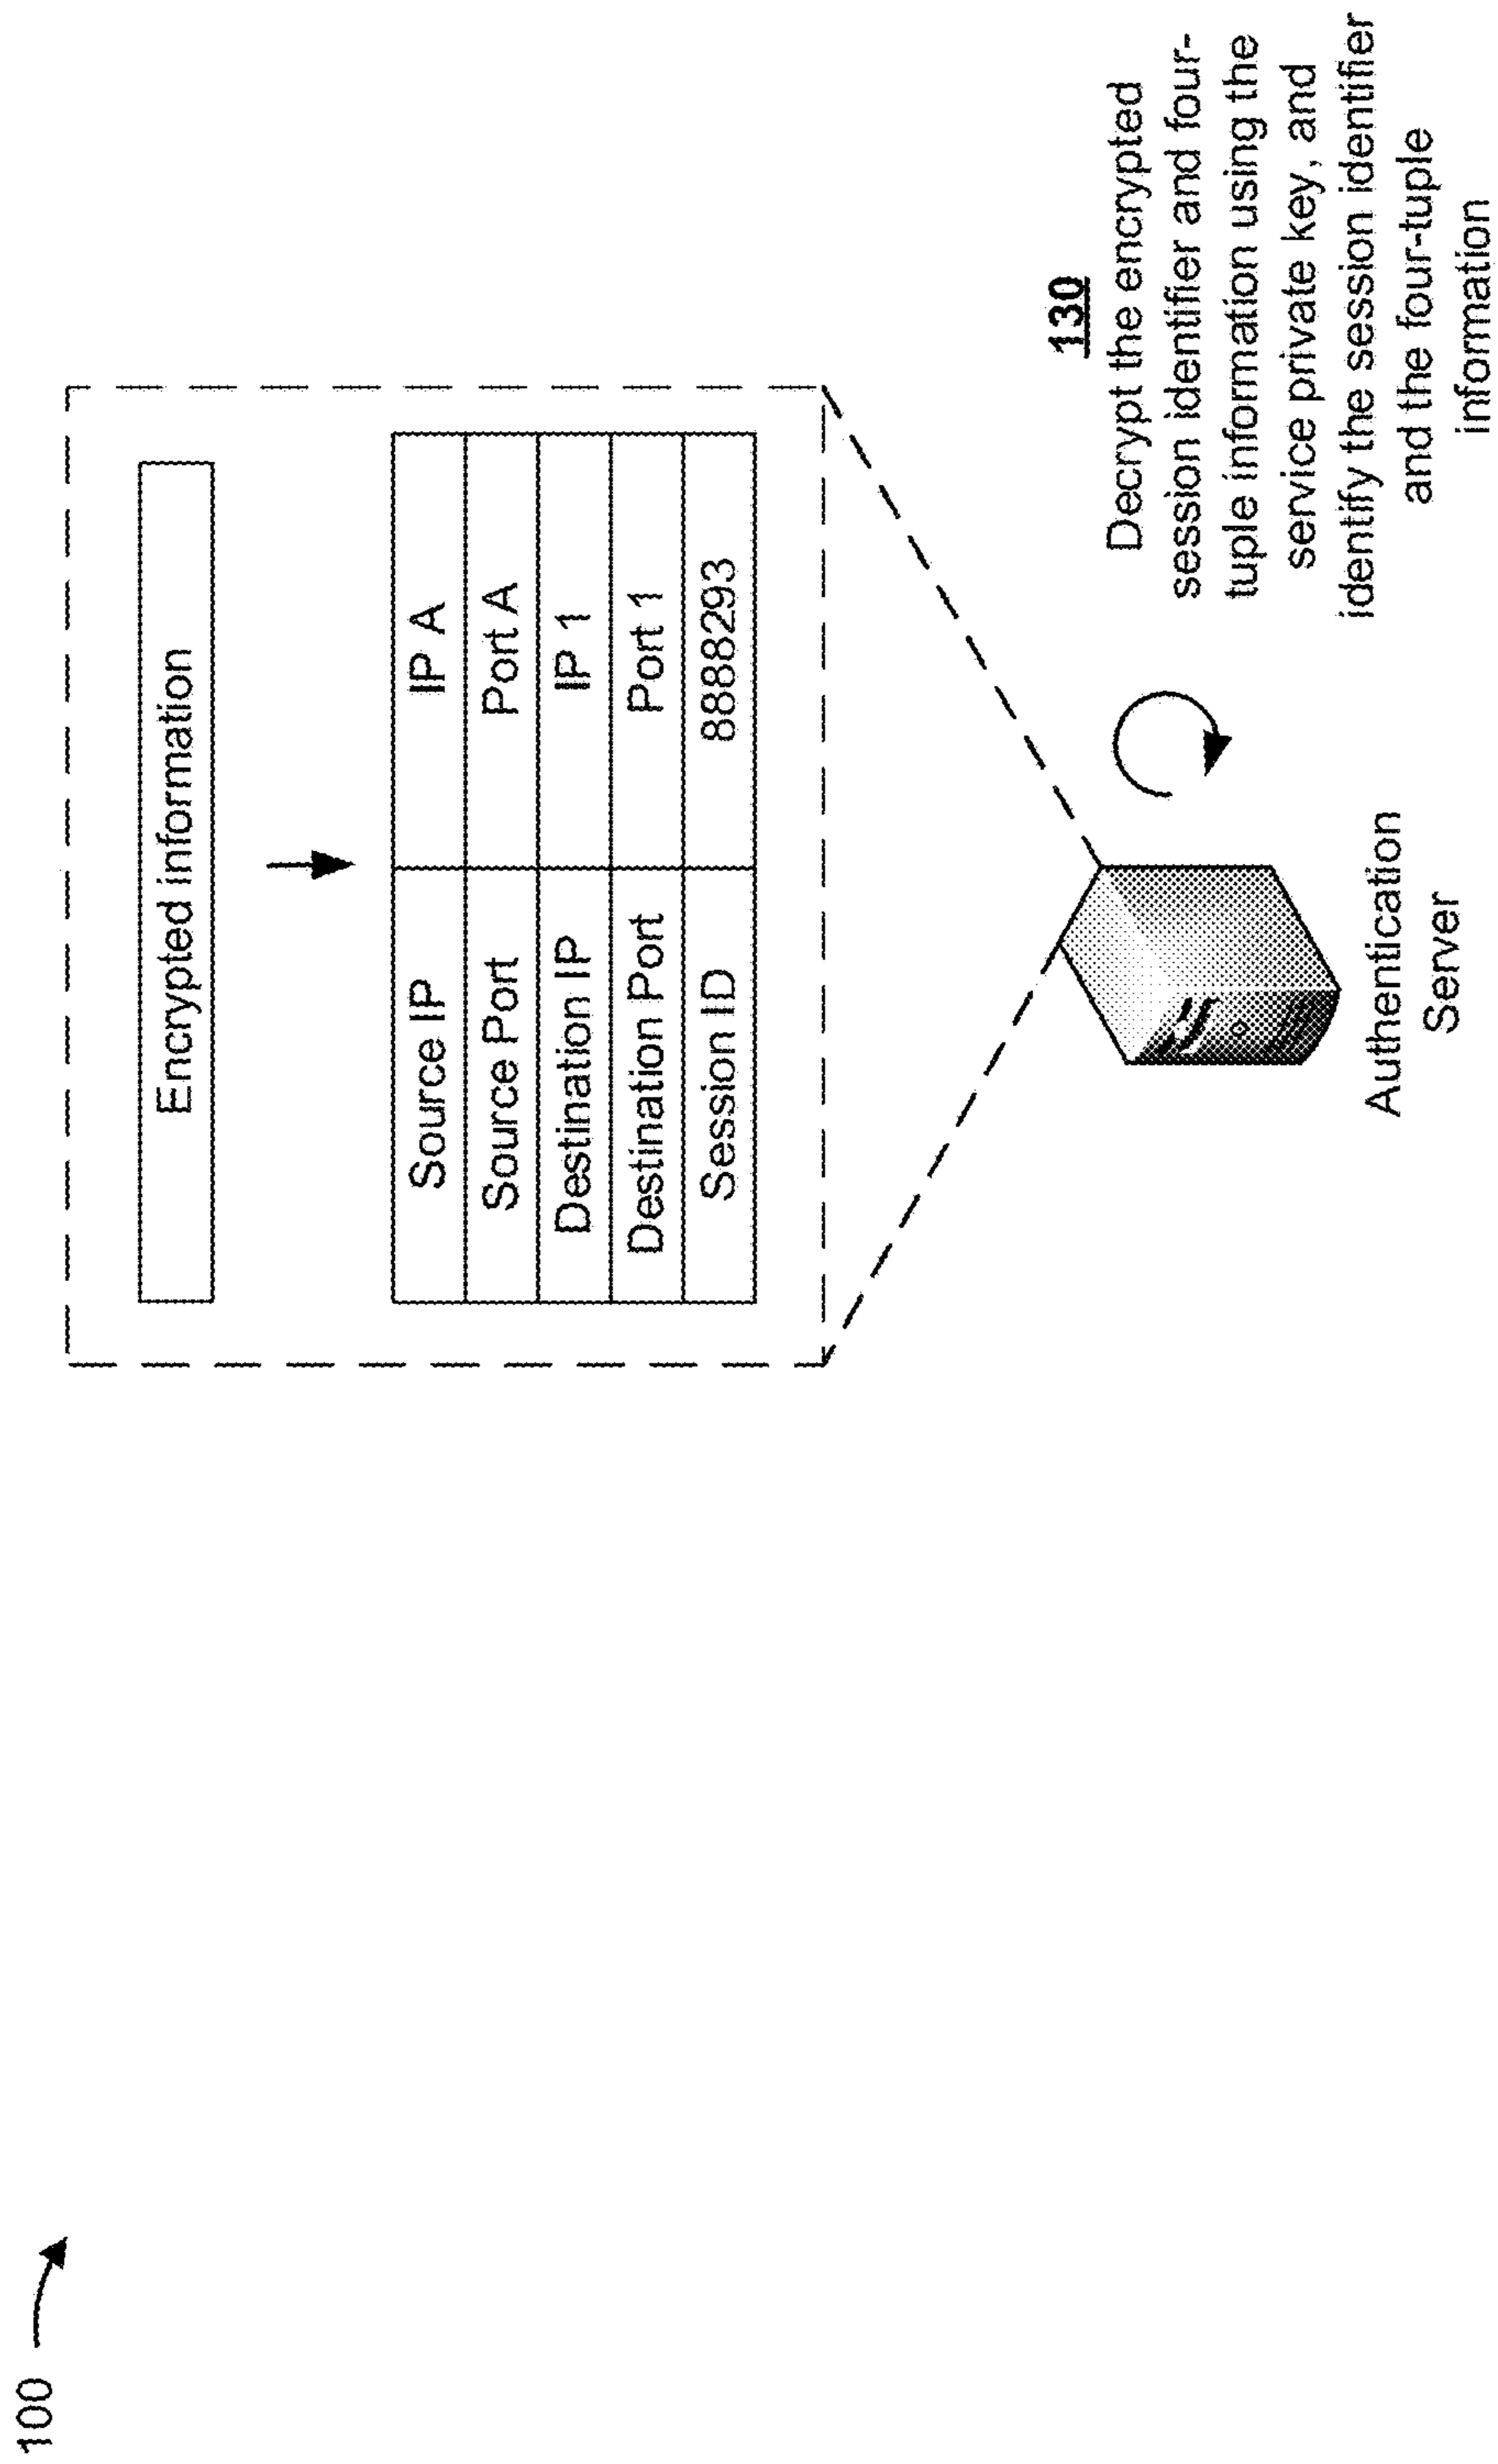 100
Encrypted information
Source IP
IP A
Source Port
Port A
Destination IP
IP 1
Destination Port
Port 1
Session ID
8888293
Authentication
Server
130
Decrypt the encrypted
session identifier and four-
tuple information using the
service private key, and
identify the session identifier
and the four-tuple
information